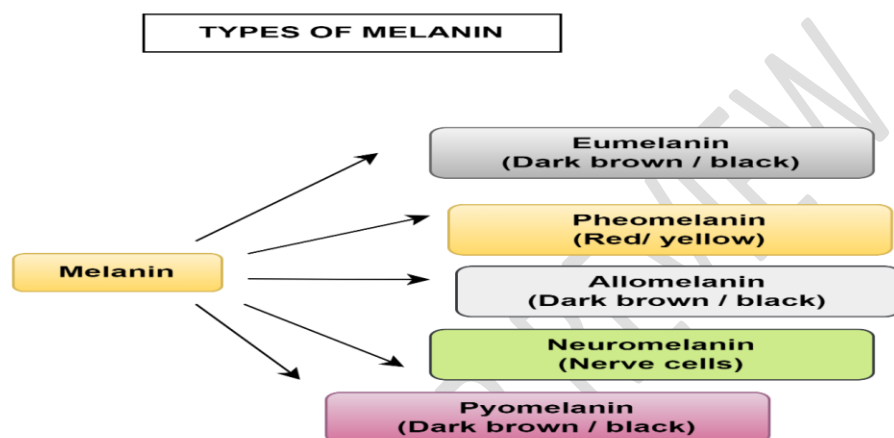 TYPES OF MELANIN
Eumelanin
(Dark brown / black)
Pheomelanin
(Red/ yellow)
Melanin
Allomelanin
(Dark brown / black)
Neuromelanin
(Nerve cells)
Pyomelanin
(Dark brown / black)